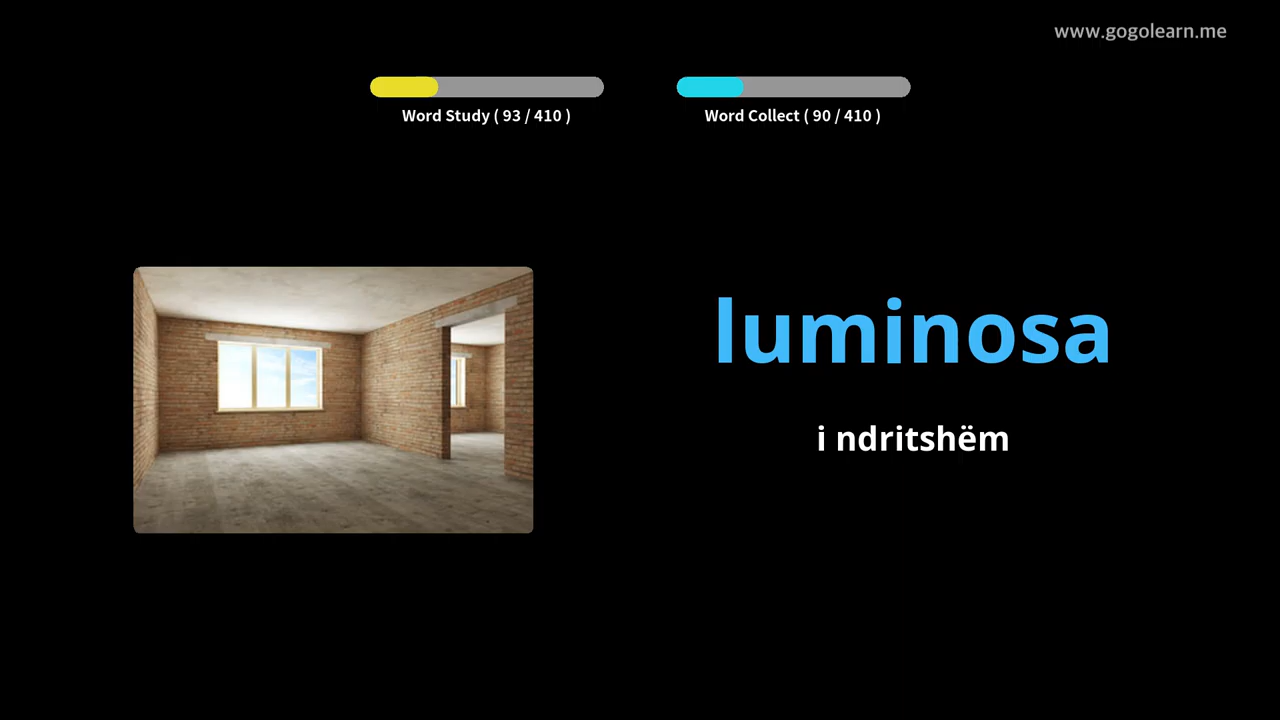 www.gogolearn.me
Word Study ( 93 / 410 )
Word Collect ( 90 / 410 )
luminosa
i ndritshëm